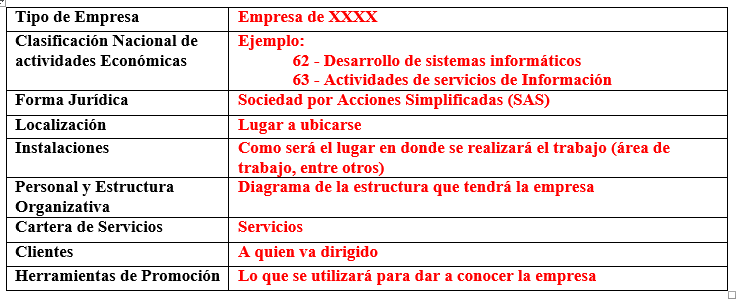 Tipo de Empresa Empresa de XXXX
Clasificación Nacional de Ejemplo:
actividades Económicas 62 - Desarrollo de sistemas informáticos
63 - Actividades de servicios de Información
Forma Jurídica Sociedad por Acciones Simplificadas (SAS)
Localización Lugar a ubicarse
Instalaciones Como será el lugar en donde se realizará el trabajo (área de
trabajo, entre otros)
Personal y Estructura Diagrama de la estructura que tendrá la empresa
Organizativa
Cartera de Servicios Servicios
Clientes A quien va dirigido
Herramientas de Promoción Lo que se utilizará para dar a conocer la empresa